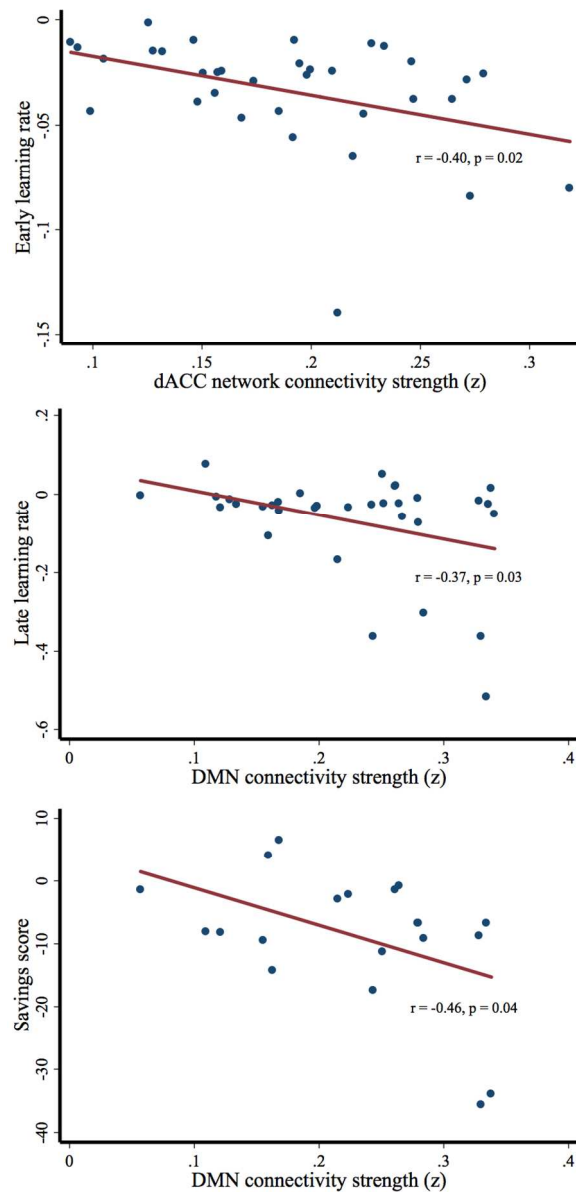 0
-.05
-.1
-.15
Early learning rate
r = -0.40, p = 0.02
.1 .15 .2 .25 .3
dACC network connectivity strength (z)
.2
0
-.2
-.4
-.6
Late learning rate
r = -0.37, p = 0.03
0 .1 .2 .3 .4
DMN connectivity strength (z)
10
0
-10
-20
-30
-40
Savings score
r = -0.46, p = 0.04
0 .1 .2 .3 .4
DMN connectivity strength (z)